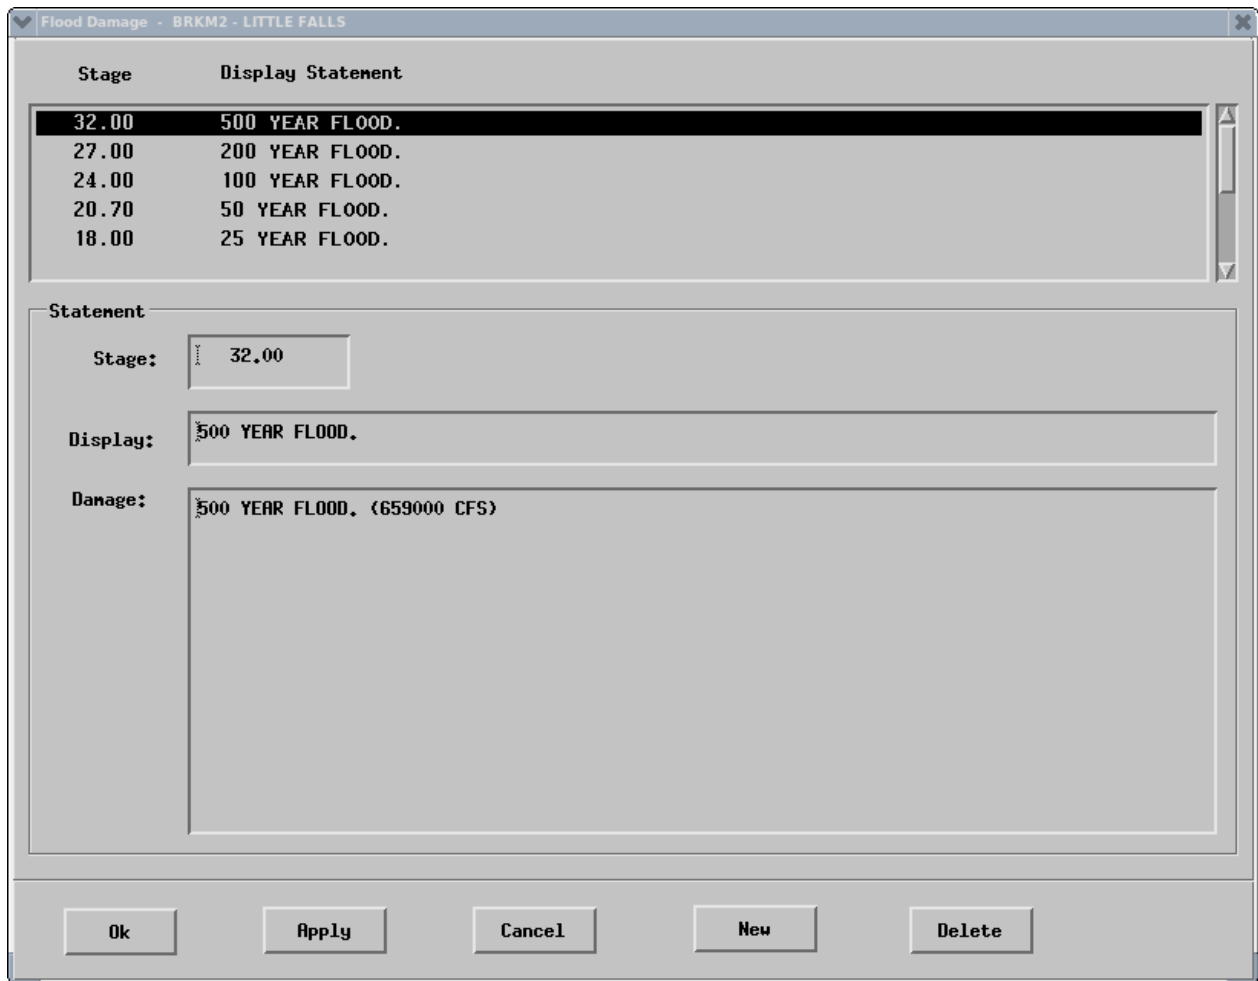 Flood Damage - BRKM2 - LITTLE FALLS
Stage Display Statement
32.00 500 YEAR FLOOD.
27.00 200 YEAR FLOOD.
24.00 100 YEAR FLOOD.
20.70 50 YEAR FLOOD.
18.00 25 YEAR FLOOD.
Statement
Stage: 32.00
Display: 500 YEAR FLOOD.
Damage: 500 YEAR FLOOD. (659000 CFS)
Ok Apply Cancel New Delete